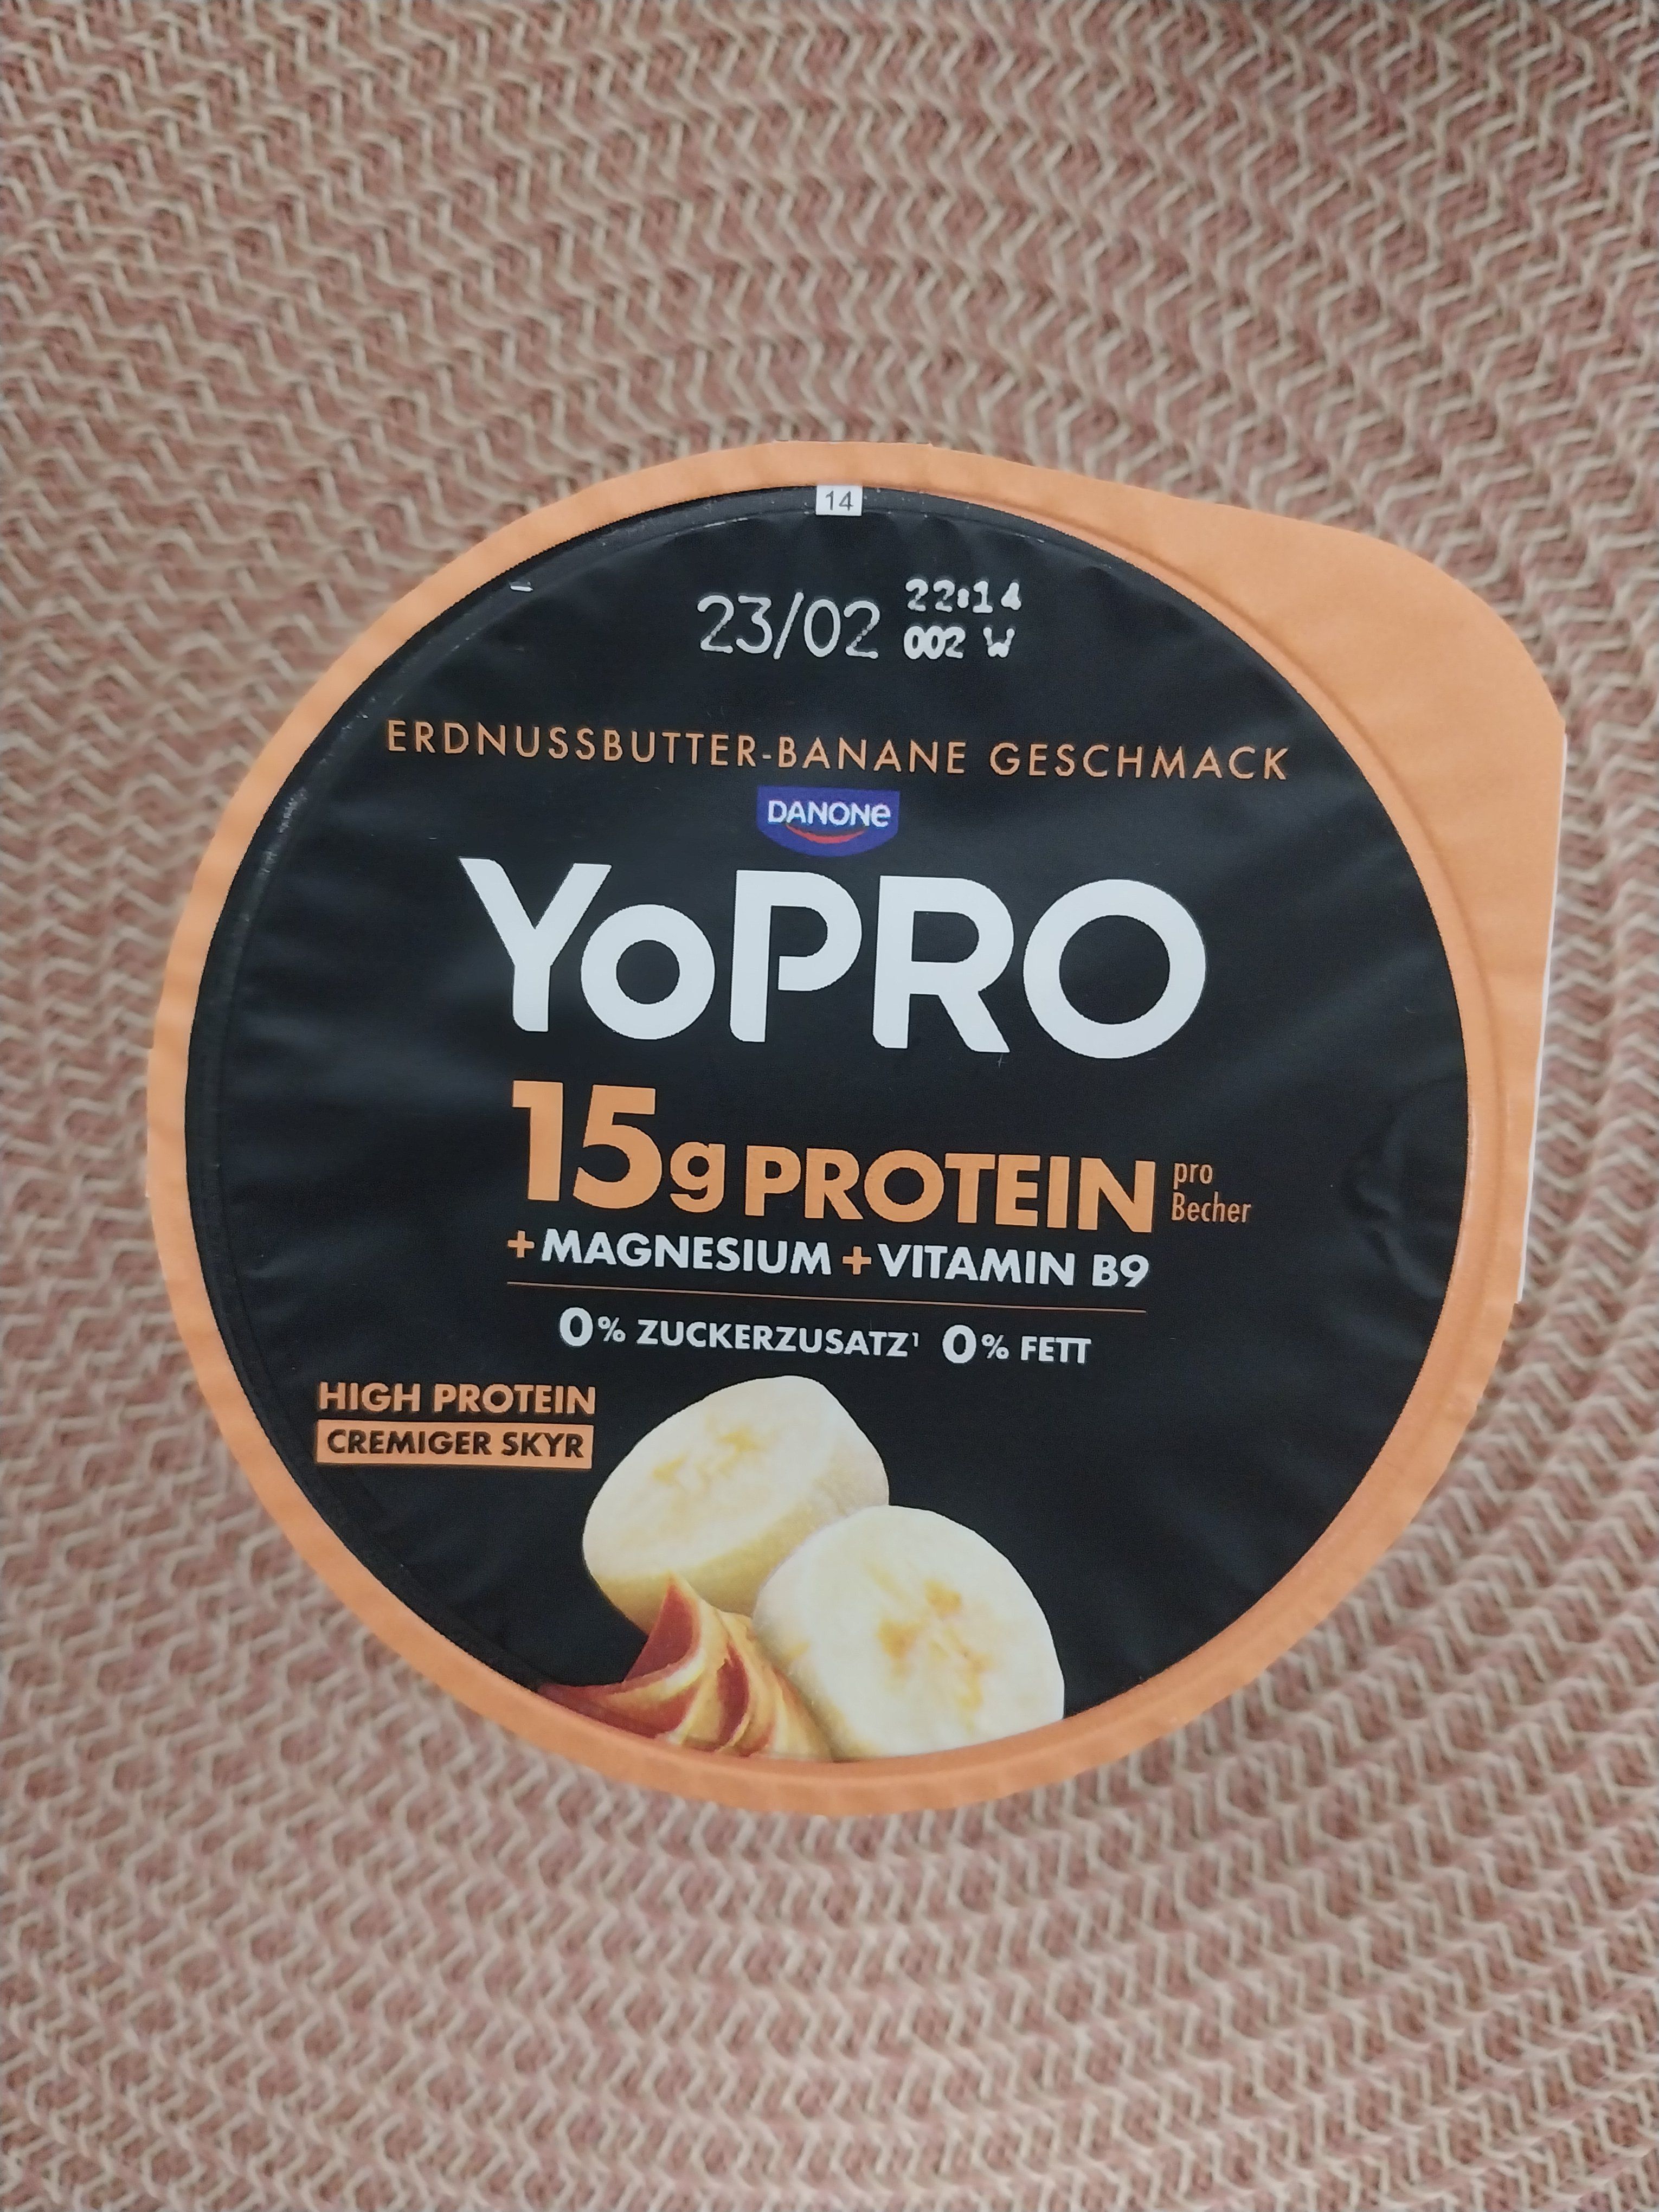 14
23/02 22:14
002 W
ERDNUSSBUTTER-BANANE GESCHMACK
DANONE
YoPRO
15g PROTEIN pro Becher
+ MAGNESIUM + VITAMIN B9
0% ZUCKERZUSATZ¹ 0% FETT
HIGH PROTEIN
CREMIGER SKYR